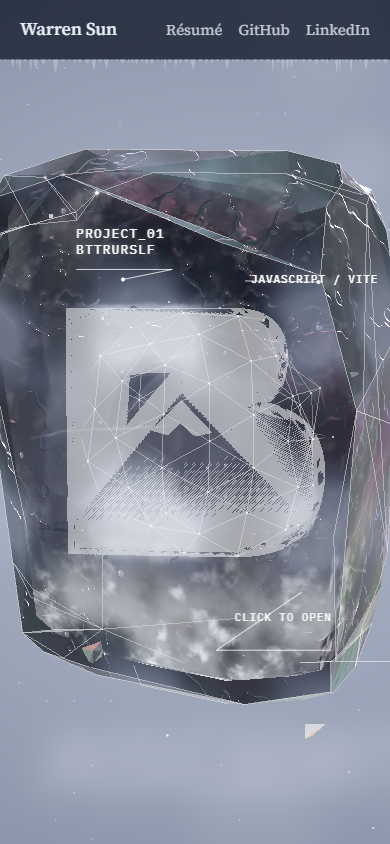 Warren Sun
Résumé GitHub LinkedIn
PROJECT_01
BTTRURSLF
JAVASCRIPT / VITE
B
CLICK TO OPEN